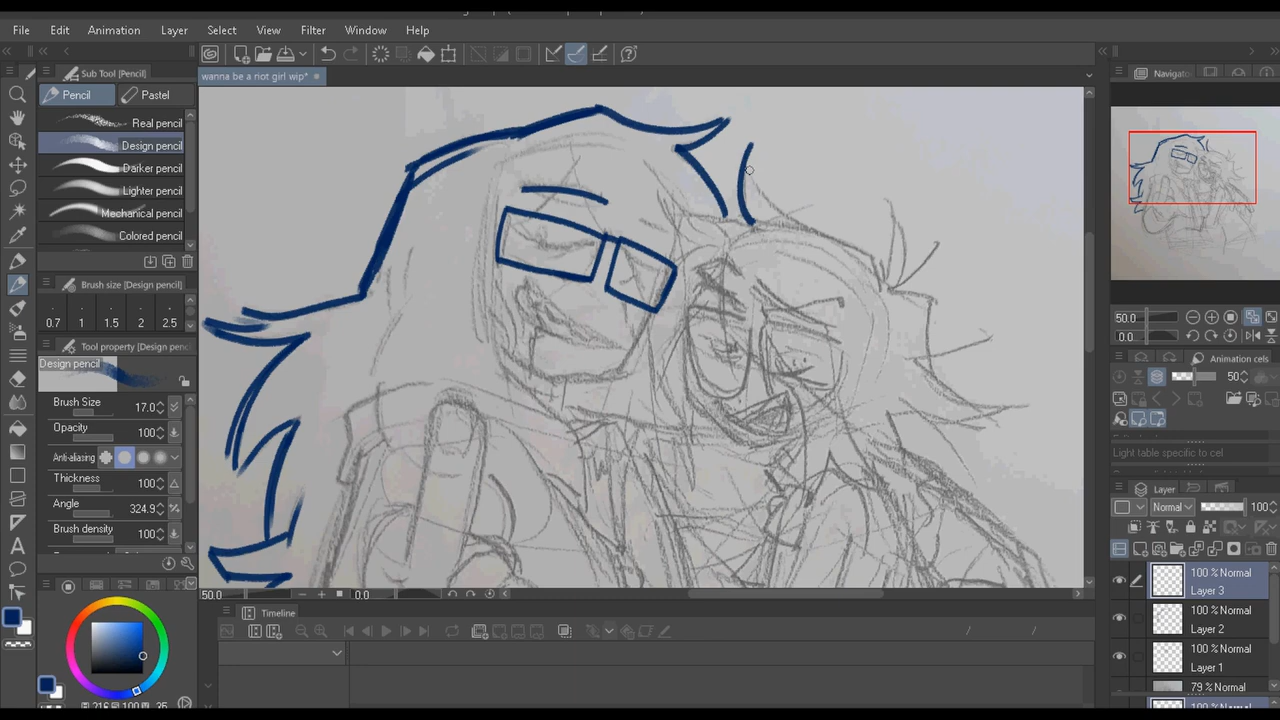 File Edit Animation Layer Select View Filter Window Help
wanna be a riot girl wip*
Sub Tool [Pencil]
Pencil Pastel
Real pencil
Design pencil
Darker pencil
Lighter pencil
Mechanical pencil
Colored pencil
Brush size [Design pencil]
0.7 1 1.5 2 2.5
Tool property [Design penc
Design pencil
Brush Size 17.0
Opacity 100
Anti-aliasing
Thickness 100
Angle 324.9
Brush density 100
50.0 0.0
Timeline
Navigato
50.0
0.0
Animation cels
50
Light table specific to cel
Layer
Normal 100
100 % Normal
Layer 3
100 % Normal
Layer 2
100 % Normal
Layer 1
79 % Normal